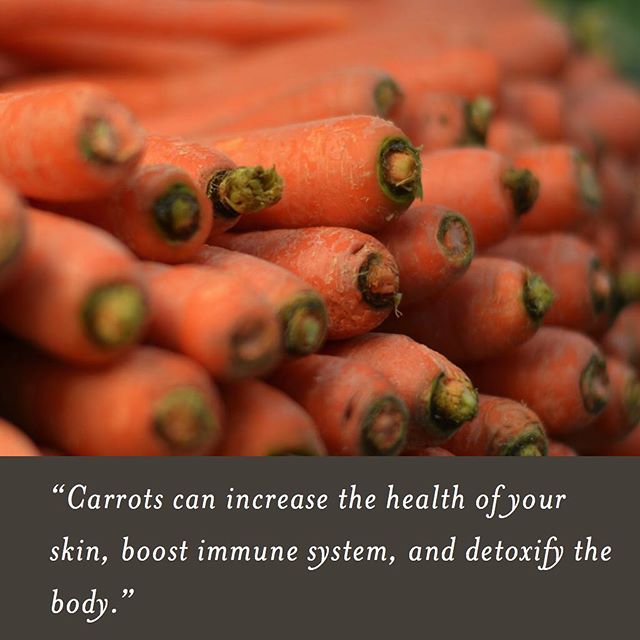 “Carrots can increase the health of your
skin, boost immune system, and detoxify the
body.”